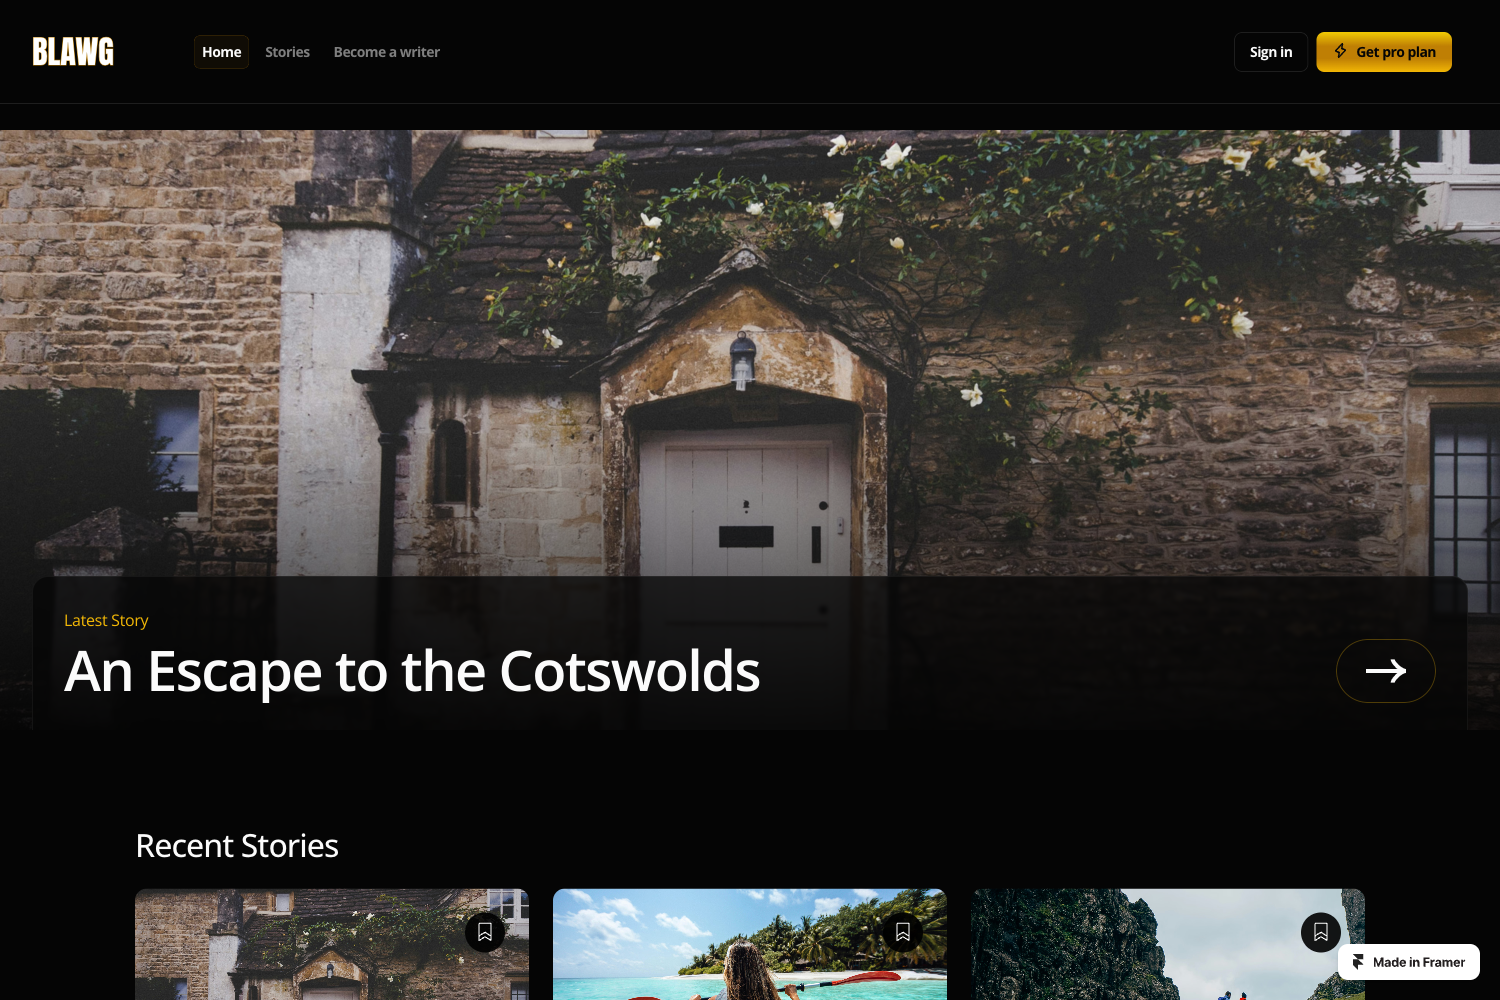 BLAWG
Home
Stories
Become a writer
Sign in
Get pro plan
Latest Story
An Escape to the Cotswolds
Recent Stories
Made in Framer